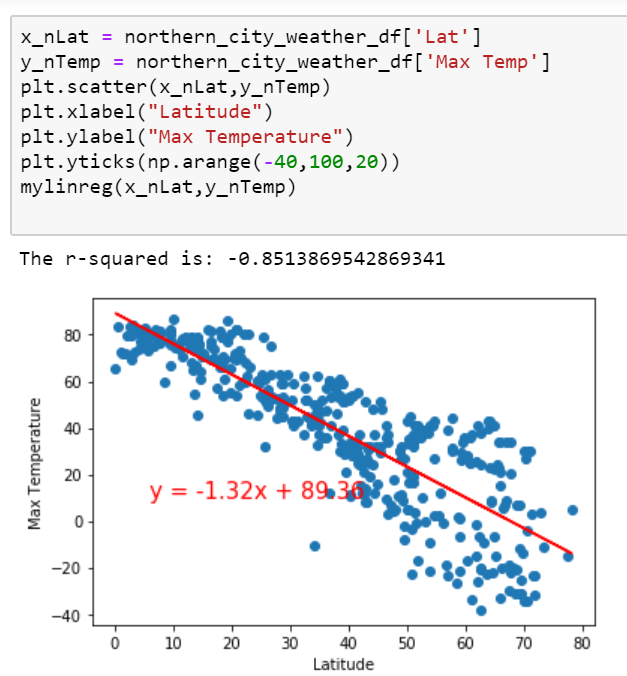 x_nLat = northern_city_weather_df['Lat']
y_nTemp = northern_city_weather_df['Max Temp']
plt.scatter(x_nLat,y_nTemp)
plt.xlabel("Latitude")
plt.ylabel("Max Temperature")
plt.yticks(np.arange(-40,100,20))
mylinreg(x_nLat,y_nTemp)
The r-squared is: -0.8513869542869341
80
60
40
20
0
−20
−40
Max Temperature
y = -1.32x + 89.36
0 10 20 30 40 50 60 70 80
Latitude